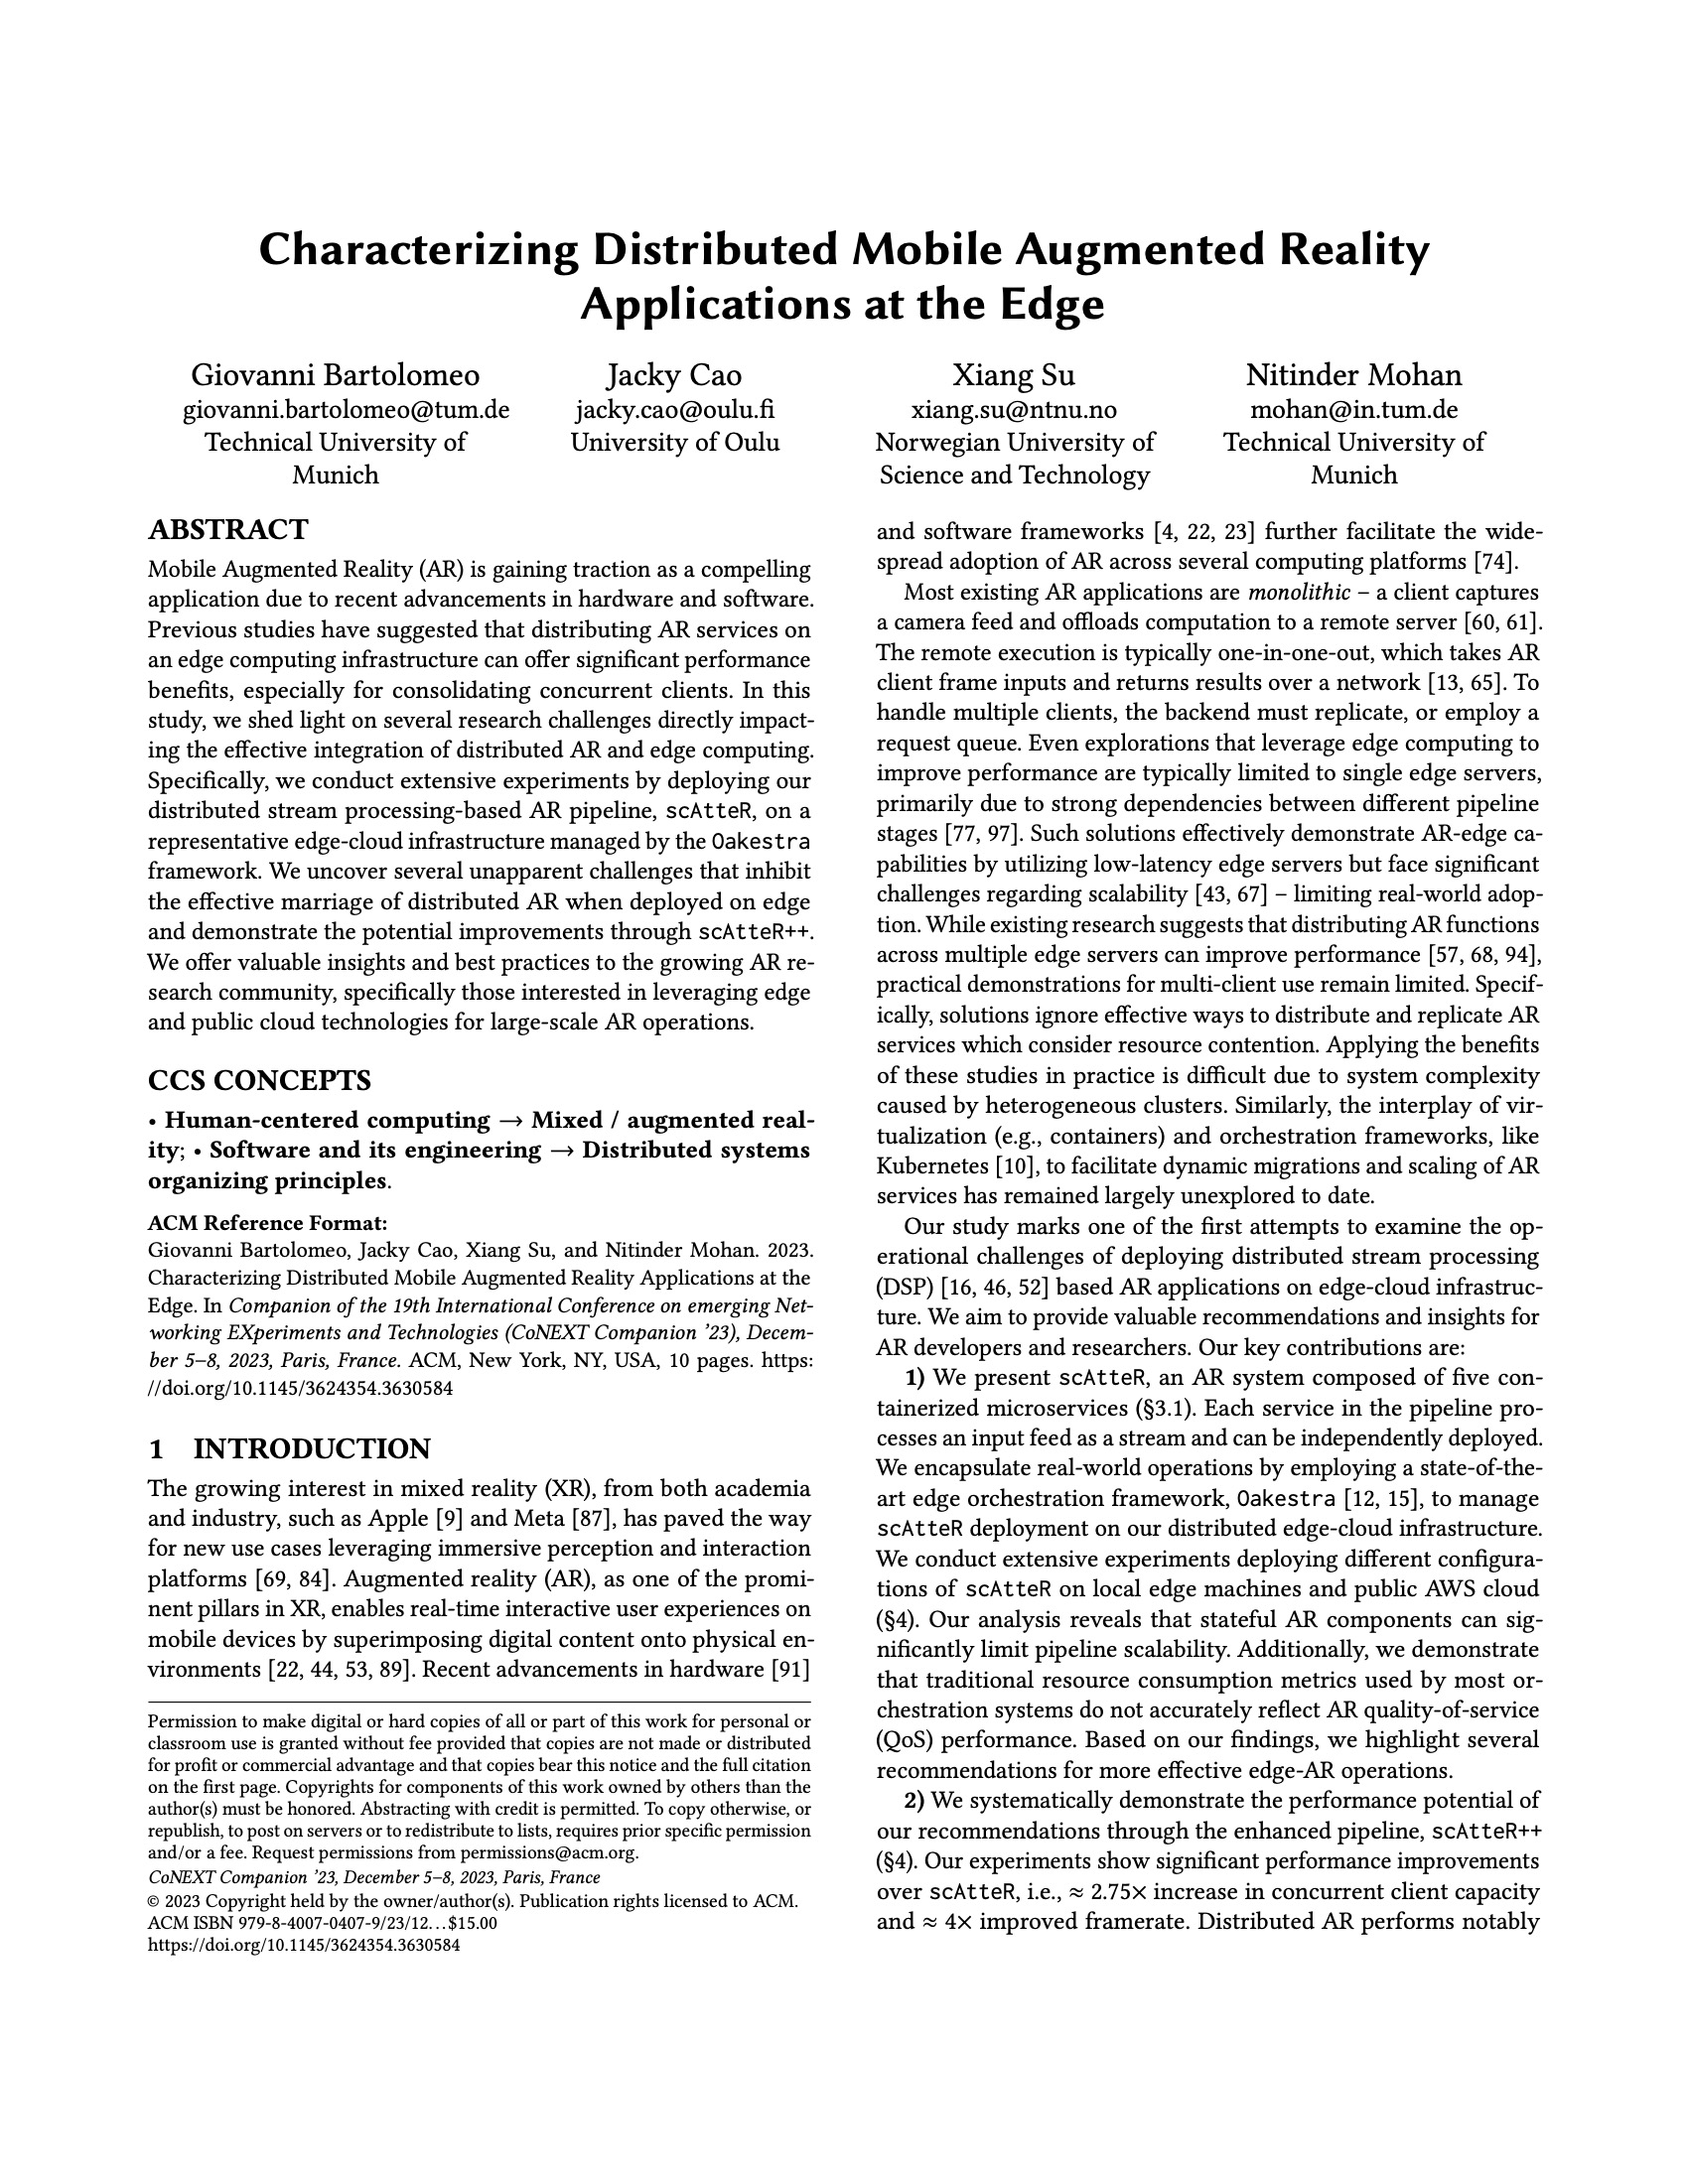 Characterizing Distributed Mobile Augmented Reality
Applications at the Edge
Giovanni Bartolomeo
giovanni.bartolomeo@tum.de
Technical University of
Munich
Jacky Cao
jacky.cao@oulu.fi
University of Oulu
Xiang Su
xiang.su@ntnu.no
Norwegian University of
Science and Technology
Nitinder Mohan
mohan@in.tum.de
Technical University of
Munich
ABSTRACT
Mobile Augmented Reality (AR) is gaining traction as a compelling
application due to recent advancements in hardware and software.
Previous studies have suggested that distributing AR services on
an edge computing infrastructure can offer significant performance
benefits, especially for consolidating concurrent clients. In this
study, we shed light on several research challenges directly impact-
ing the effective integration of distributed AR and edge computing.
Specifically, we conduct extensive experiments by deploying our
distributed stream processing-based AR pipeline, scAtteR, on a
representative edge-cloud infrastructure managed by the Oakestra
framework. We uncover several unapparent challenges that inhibit
the effective marriage of distributed AR when deployed on edge
and demonstrate the potential improvements through scAtteR++.
We offer valuable insights and best practices to the growing AR re-
search community, specifically those interested in leveraging edge
and public cloud technologies for large-scale AR operations.
CCS CONCEPTS
• Human-centered computing → Mixed / augmented real-
ity; • Software and its engineering → Distributed systems
organizing principles.
ACM Reference Format:
Giovanni Bartolomeo, Jacky Cao, Xiang Su, and Nitinder Mohan. 2023.
Characterizing Distributed Mobile Augmented Reality Applications at the
Edge. In Companion of the 19th International Conference on emerging Net-
working EXperiments and Technologies (CoNEXT Companion ’23), Decem-
ber 5–8, 2023, Paris, France. ACM, New York, NY, USA, 10 pages. https:
//doi.org/10.1145/3624354.3630584
1 INTRODUCTION
The growing interest in mixed reality (XR), from both academia
and industry, such as Apple [9] and Meta [87], has paved the way
for new use cases leveraging immersive perception and interaction
platforms [69, 84]. Augmented reality (AR), as one of the promi-
nent pillars in XR, enables real-time interactive user experiences on
mobile devices by superimposing digital content onto physical en-
vironments [22, 44, 53, 89]. Recent advancements in hardware [91]
Permission to make digital or hard copies of all or part of this work for personal or
classroom use is granted without fee provided that copies are not made or distributed
for profit or commercial advantage and that copies bear this notice and the full citation
on the first page. Copyrights for components of this work owned by others than the
author(s) must be honored. Abstracting with credit is permitted. To copy otherwise, or
republish, to post on servers or to redistribute to lists, requires prior specific permission
and/or a fee. Request permissions from permissions@acm.org.
CoNEXT Companion ’23, December 5–8, 2023, Paris, France
© 2023 Copyright held by the owner/author(s). Publication rights licensed to ACM.
ACM ISBN 979-8-4007-0407-9/23/12...$15.00
https://doi.org/10.1145/3624354.3630584
and software frameworks [4, 22, 23] further facilitate the wide-
spread adoption of AR across several computing platforms [74].
Most existing AR applications are monolithic – a client captures
a camera feed and offloads computation to a remote server [60, 61].
The remote execution is typically one-in-one-out, which takes AR
client frame inputs and returns results over a network [13, 65]. To
handle multiple clients, the backend must replicate, or employ a
request queue. Even explorations that leverage edge computing to
improve performance are typically limited to single edge servers,
primarily due to strong dependencies between different pipeline
stages [77, 97]. Such solutions effectively demonstrate AR-edge ca-
pabilities by utilizing low-latency edge servers but face significant
challenges regarding scalability [43, 67] – limiting real-world adop-
tion. While existing research suggests that distributing AR functions
across multiple edge servers can improve performance [57, 68, 94],
practical demonstrations for multi-client use remain limited. Specif-
ically, solutions ignore effective ways to distribute and replicate AR
services which consider resource contention. Applying the benefits
of these studies in practice is difficult due to system complexity
caused by heterogeneous clusters. Similarly, the interplay of vir-
tualization (e.g., containers) and orchestration frameworks, like
Kubernetes [10], to facilitate dynamic migrations and scaling of AR
services has remained largely unexplored to date.
Our study marks one of the first attempts to examine the op-
erational challenges of deploying distributed stream processing
(DSP) [16, 46, 52] based AR applications on edge-cloud infrastruc-
ture. We aim to provide valuable recommendations and insights for
AR developers and researchers. Our key contributions are:
1) We present scAtteR, an AR system composed of five con-
tainerized microservices (§3.1). Each service in the pipeline pro-
cesses an input feed as a stream and can be independently deployed.
We encapsulate real-world operations by employing a state-of-the-
art edge orchestration framework, Oakestra [12, 15], to manage
scAtteR deployment on our distributed edge-cloud infrastructure.
We conduct extensive experiments deploying different configura-
tions of scAtteR on local edge machines and public AWS cloud
(§4). Our analysis reveals that stateful AR components can sig-
nificantly limit pipeline scalability. Additionally, we demonstrate
that traditional resource consumption metrics used by most or-
chestration systems do not accurately reflect AR quality-of-service
(QoS) performance. Based on our findings, we highlight several
recommendations for more effective edge-AR operations.
2) We systematically demonstrate the performance potential of
our recommendations through the enhanced pipeline, scAtteR++
(§4). Our experiments show significant performance improvements
over scAtteR, i.e., ≈ 2.75× increase in concurrent client capacity
and ≈ 4× improved framerate. Distributed AR performs notably